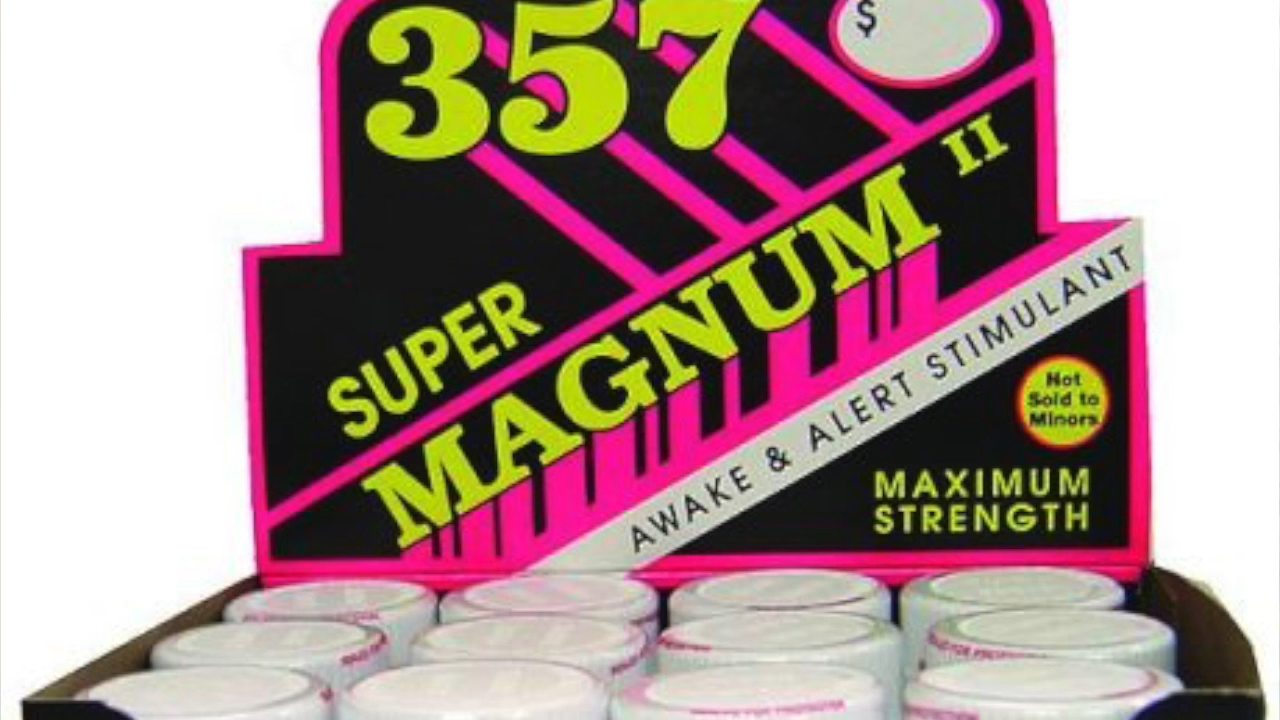 357
$
SUPER
MAGNUM II
AWAKE & ALERT STIMULANT
Not
Sold to
Minors
MAXIMUM
STRENGTH